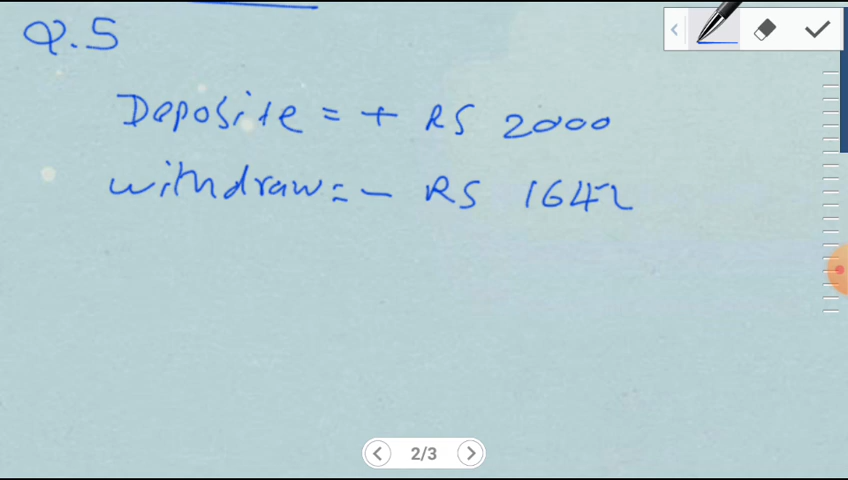 Q.5
Deposite = + RS 2000
withdraw = - RS 1642
2/3